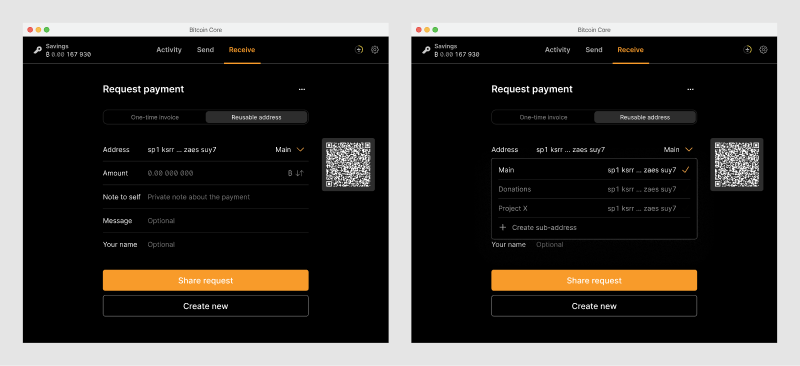 Bitcoin Core
Savings
₿ 0.00 167 930
Activity Send Receive
Request payment
One-time invoice Reusable address
Address sp1 ksrr ... zaes suy7 Main
Amount 0.00 000 000 ₿
Note to self Private note about the payment
Message Optional
Your name Optional
Share request
Create new
Bitcoin Core
Savings
₿ 0.00 167 930
Activity Send Receive
Request payment
One-time invoice Reusable address
Address sp1 ksrr ... zaes suy7 Main
Main sp1 ksrr ... zaes suy7
Donations sp1 ksrr ... zaes suy7
Project X sp1 ksrr ... zaes suy7
Create sub-address
Your name Optional
Share request
Create new